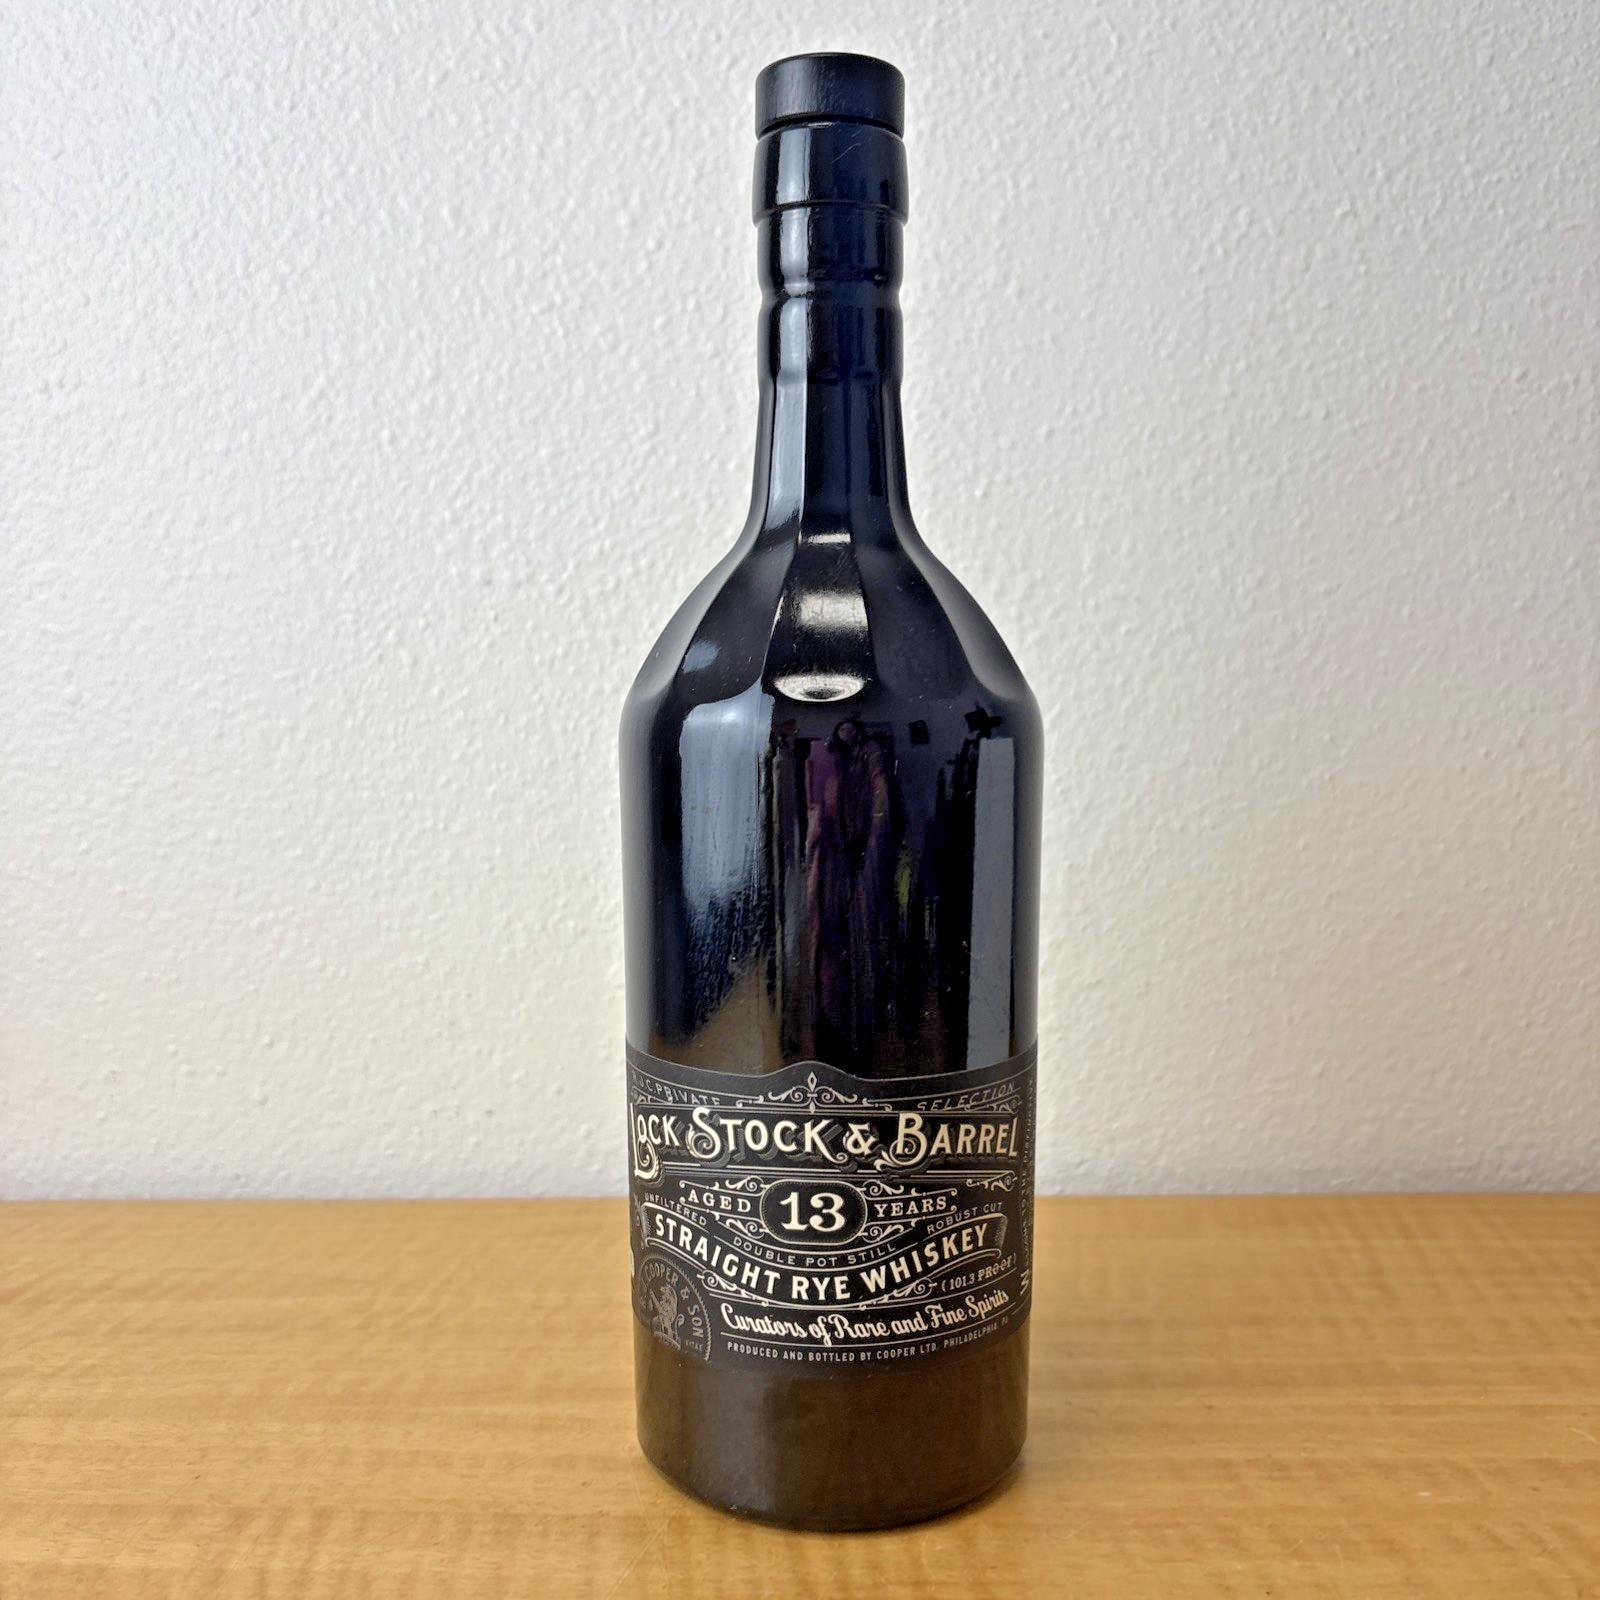 R.J.C. PRIVATE SELECTION
LOCK STOCK & BARREL
AGED 13 YEARS
UNFILTERED DOUBLE POT STILL ROBUST CUT
STRAIGHT RYE WHISKEY
(101.3 PROOF)
COOPER & SON
Curators of Rare and Fine Spirits
PRODUCED AND BOTTLED BY COOPER LTD. PHILADELPHIA, PA